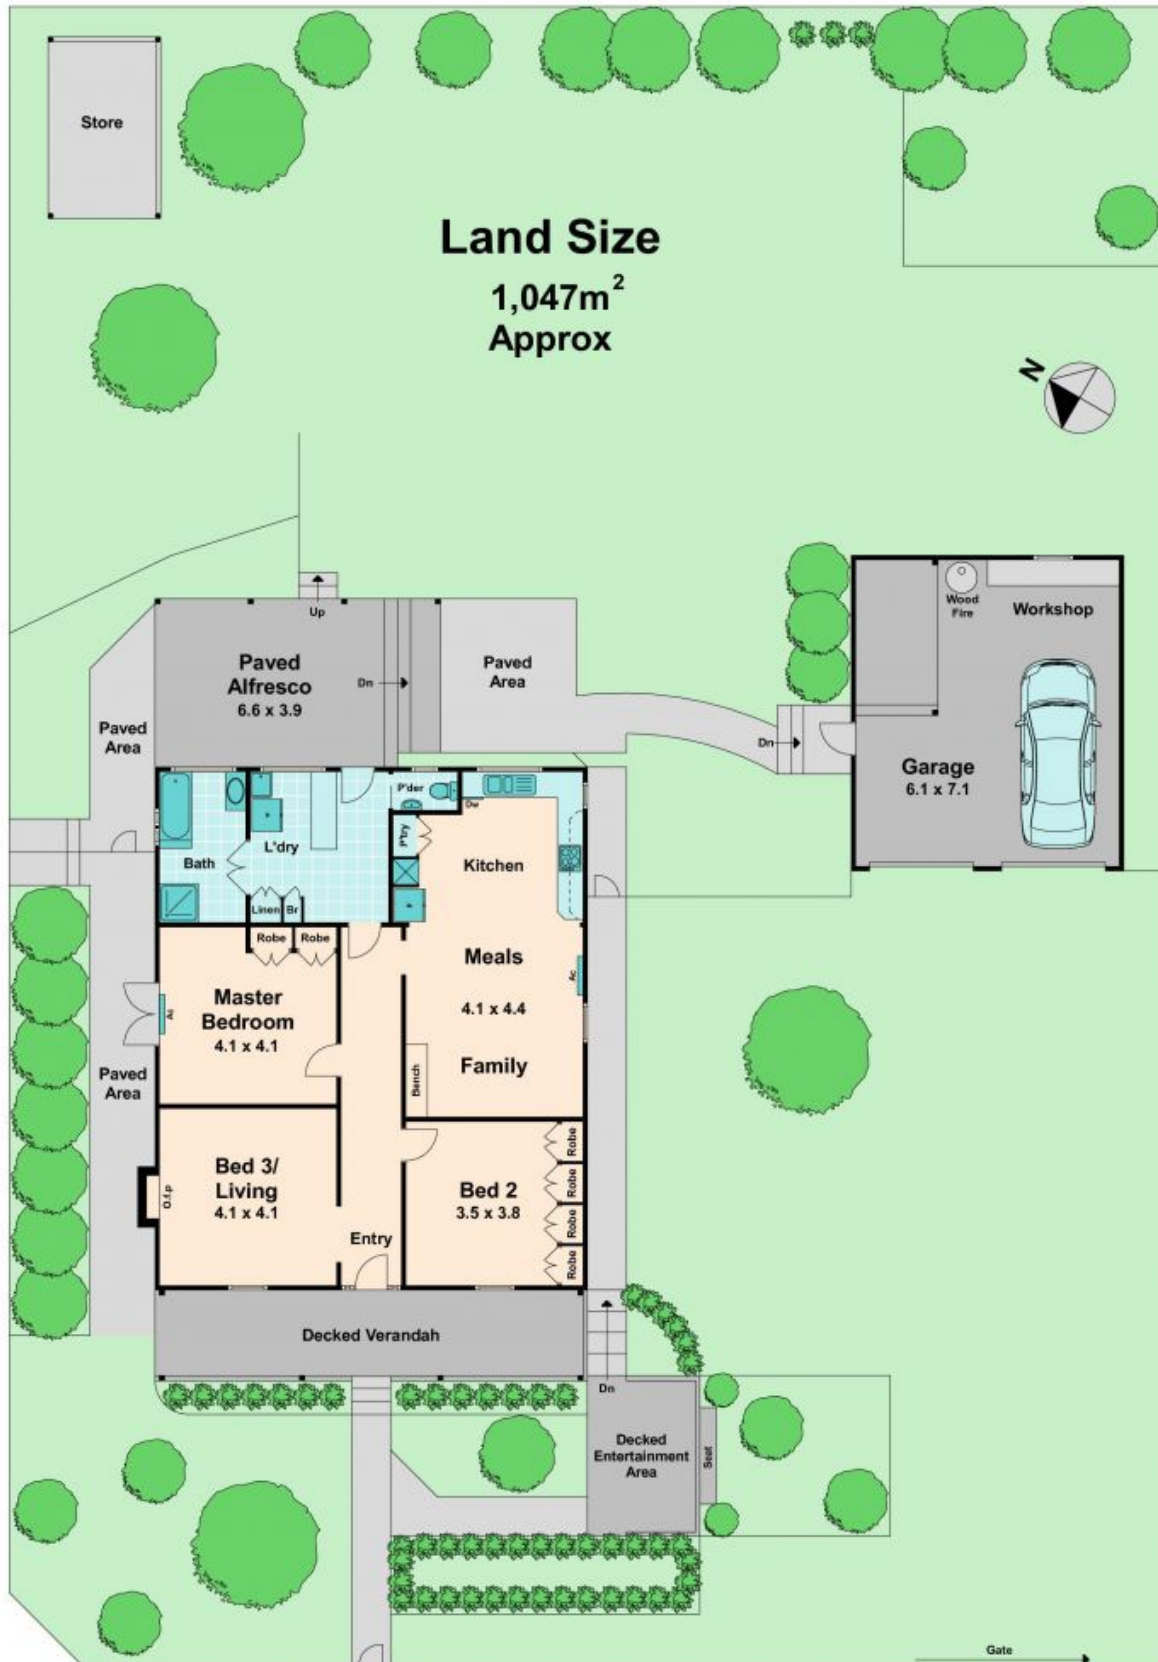 Store
Land Size
1,047m²
Approx
N
Up
Paved
Alfresco
6.6 x 3.9
Dn
Paved
Area
Paved
Area
Wood
Fire
Workshop
Dn
Garage
6.1 x 7.1
P'der
Dw
P'try
Bath
L'dry
Kitchen
Linen
Br
Robe
Robe
Meals
4.1 x 4.4
Family
Ac
Bench
Master
Bedroom
4.1 x 4.1
Ac
Paved
Area
Bed 3/
Living
4.1 x 4.1
O.f.p
Bed 2
3.5 x 3.8
Robe
Robe
Robe
Robe
Entry
Decked Verandah
Dn
Decked
Entertainment
Area
Seat
Gate